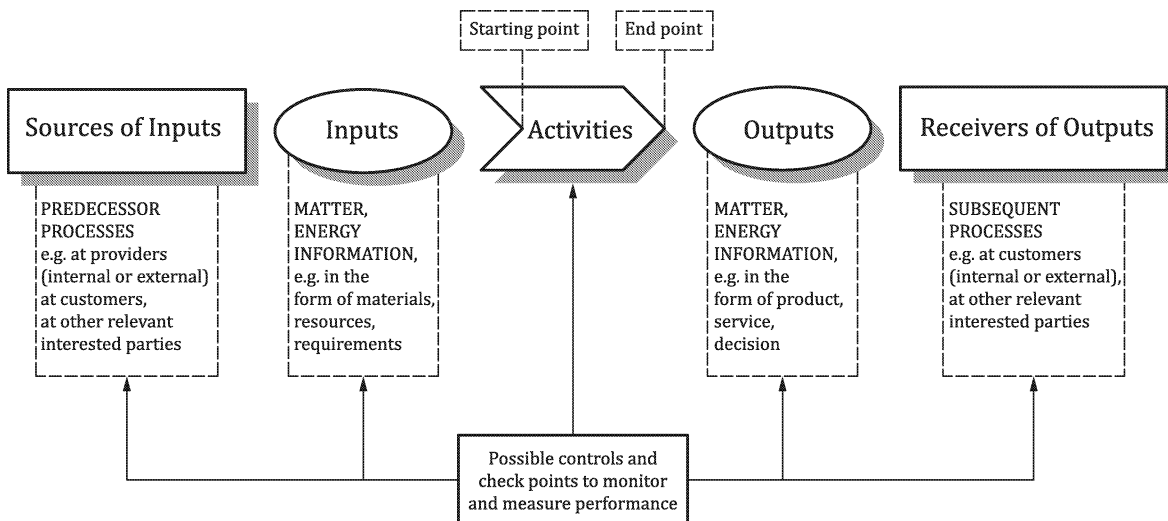 Starting point
End point
Sources of Inputs
Inputs
Activities
Outputs
Receivers of Outputs
PREDECESSOR
PROCESSES
e.g. at providers
(internal or external)
at customers,
at other relevant
interested parties
MATTER,
ENERGY
INFORMATION,
e.g. in the
form of materials,
resources,
requirements
MATTER,
ENERGY
INFORMATION,
e.g. in the
form of product,
service,
decision
SUBSEQUENT
PROCESSES
e.g. at customers
(internal or external),
at other relevant
interested parties
Possible controls and
check points to monitor
and measure performance